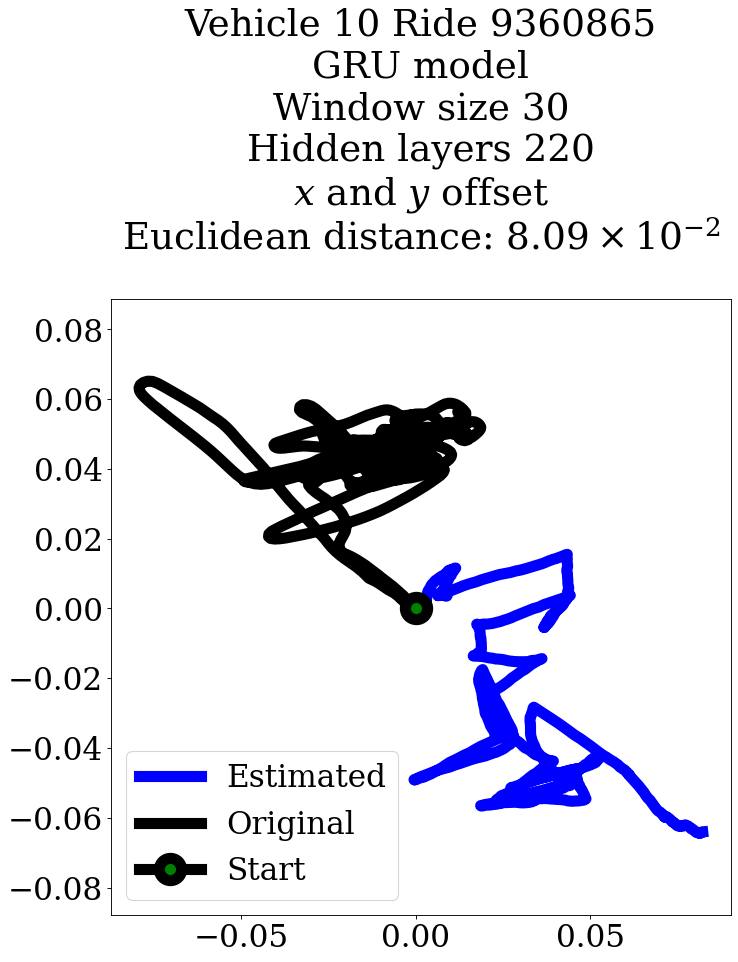 Vehicle 10 Ride 9360865
GRU model
Window size 30
Hidden layers 220
x and y offset
Euclidean distance: 8.09 × 10⁻²
0.08
0.06
0.04
0.02
0.00
−0.02
−0.04
−0.06
−0.08
Estimated
Original
Start
−0.05 0.00 0.05